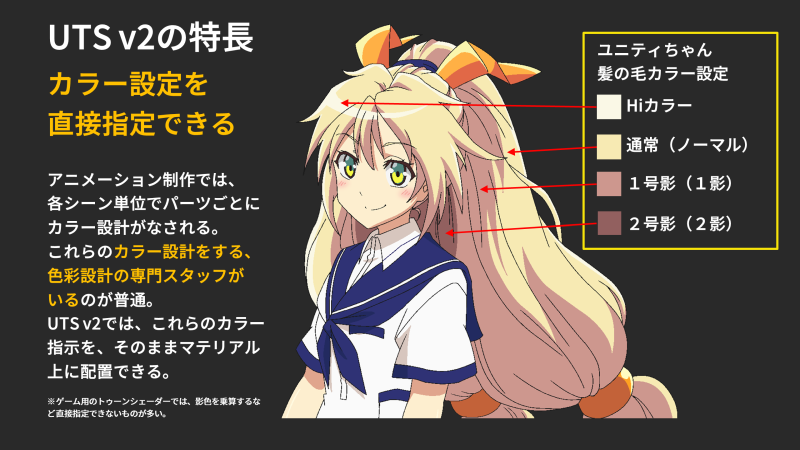 UTS v2の特長
カラー設定を
直接指定できる
アニメーション制作では、
各シーン単位でパーツごとに
カラー設計がなされる。
これらのカラー設計をする、
色彩設計の専門スタッフが
いるのが普通。
UTS v2では、これらのカラー
指示を、そのままマテリアル
上に配置できる。
※ゲーム用のトゥーンシェーダーでは、影色を乗算するな
ど直接指定できないものが多い。
ユニティちゃん
髪の毛カラー設定
Hiカラー
通常（ノーマル）
１号影（１影）
２号影（２影）